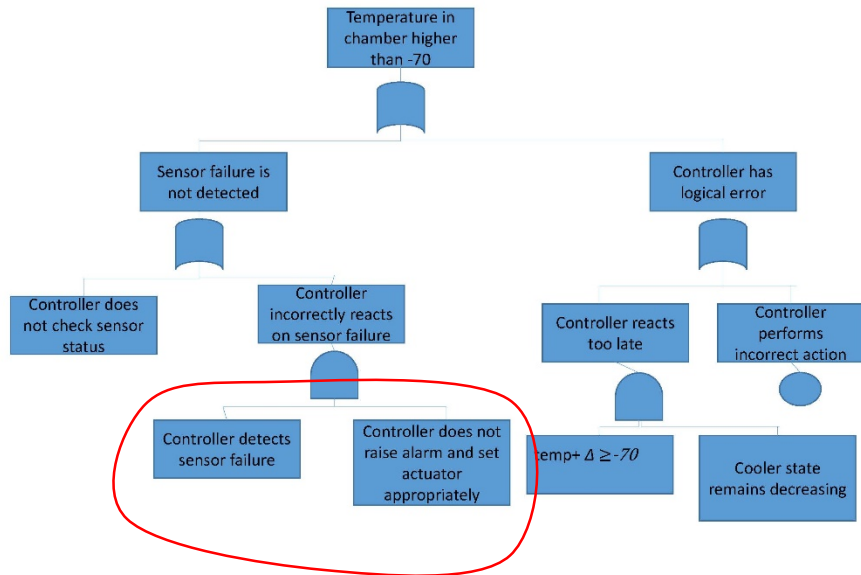 Temperature in
chamber higher
than -70
Sensor failure is
not detected
Controller has
logical error
Controller does
not check sensor
status
Controller
incorrectly reacts
on sensor failure
Controller reacts
too late
Controller
performs
incorrect action
Controller detects
sensor failure
Controller does not
raise alarm and set
actuator
appropriately
temp+ Δ ≥-70
Cooler state
remains decreasing